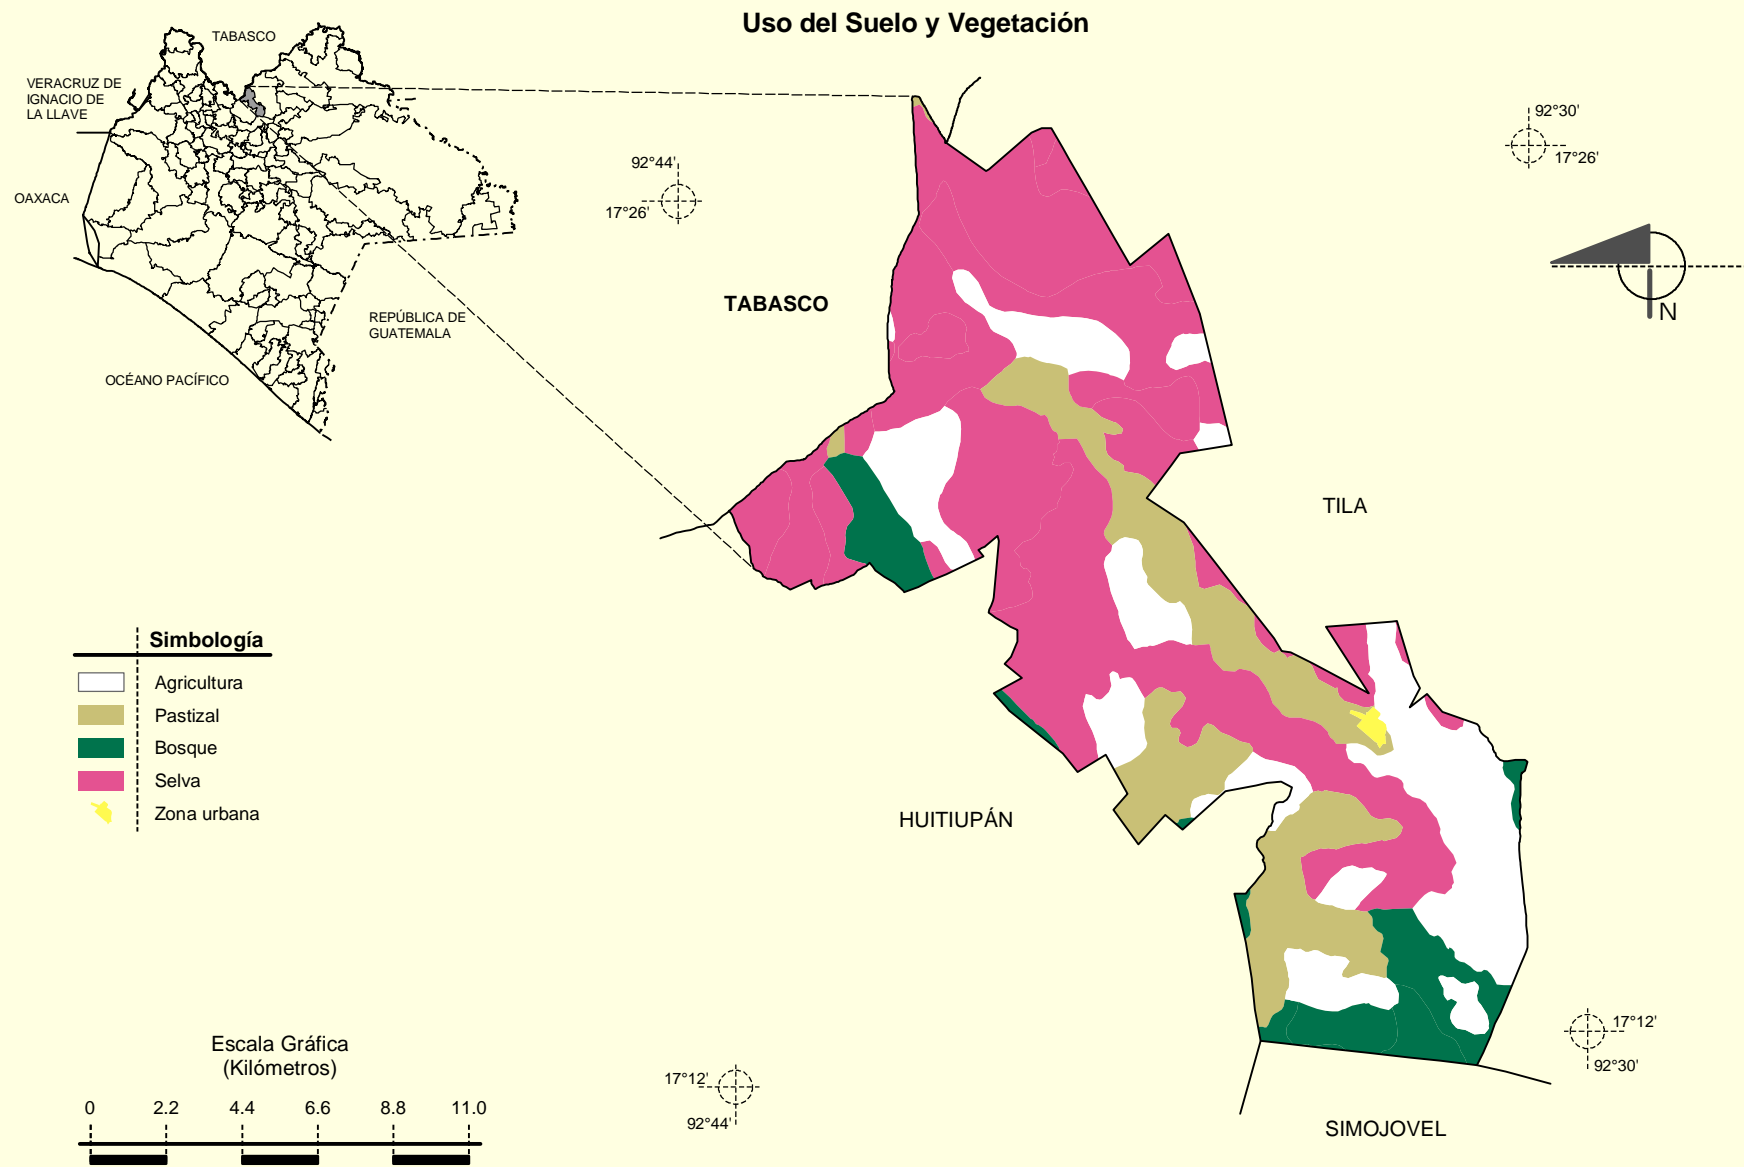 Uso del Suelo y Vegetación
TABASCO
VERACRUZ DE
IGNACIO DE
LA LLAVE
OAXACA
REPÚBLICA DE
GUATEMALA
OCÉANO PACÍFICO
92°44'
17°26'
92°30'
17°26'
N
TABASCO
TILA
HUITIUPÁN
SIMOJOVEL
Simbología
Agricultura
Pastizal
Bosque
Selva
Zona urbana
Escala Gráfica
(Kilómetros)
0 2.2 4.4 6.6 8.8 11.0
17°12'
92°44'
17°12'
92°30'